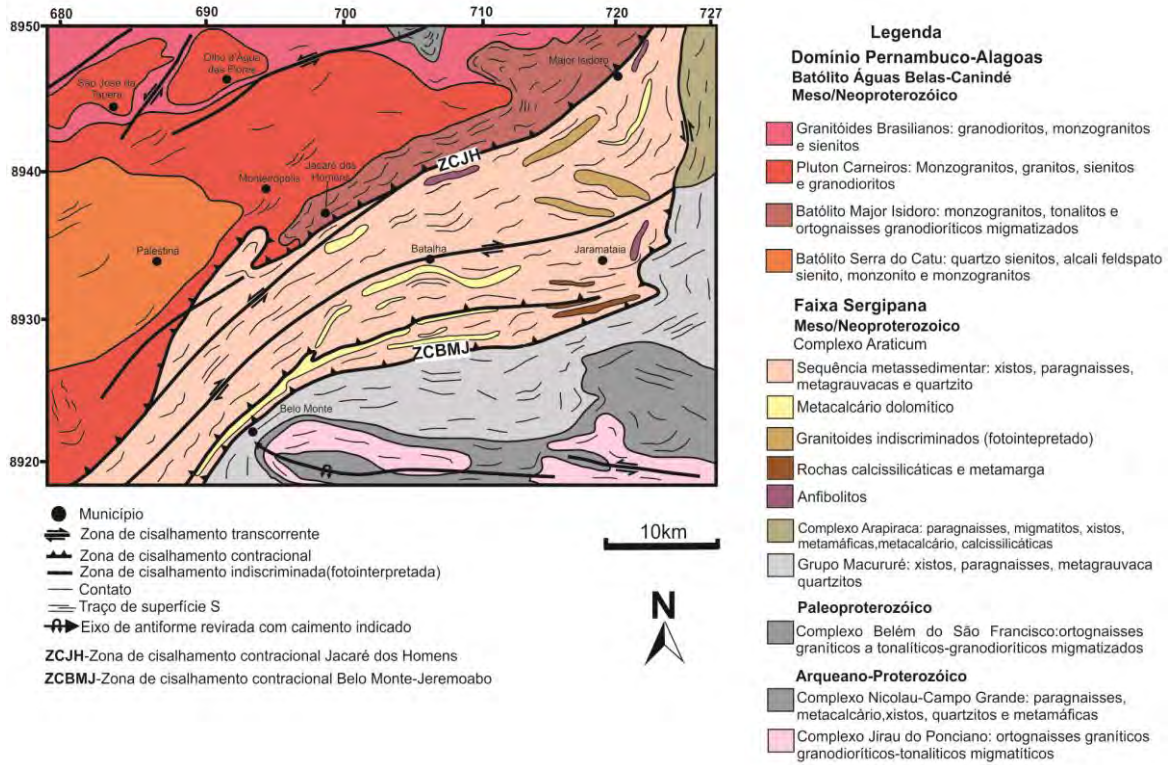 680 690 700 710 720 727
8950
8940
8930
8920
São José da
Tapera
Olho d'Água
das Flores
Major Isidoro
Monteirópolis
Jacaré dos
Homens
ZCJH
Palestina
Batalha
Jaramataia
ZCBMJ
Belo Monte
Município
Zona de cisalhamento transcorrente
Zona de cisalhamento contracional
Zona de cisalhamento indiscriminada(fotointerpretada)
Contato
Traço de superfície S
Eixo de antiforme revirada com caimento indicado
ZCJH-Zona de cisalhamento contracional Jacaré dos Homens
ZCBMJ-Zona de cisalhamento contracional Belo Monte-Jeremoabo
10km
N
Legenda
Domínio Pernambuco-Alagoas
Batólito Águas Belas-Canindé
Meso/Neoproterozóico
Granitóides Brasilianos: granodioritos, monzogranitos
e sienitos
Pluton Carneiros: Monzogranitos, granitos, sienitos
e granodioritos
Batólito Major Isidoro: monzogranitos, tonalitos e
ortognaisses granodioríticos migmatizados
Batólito Serra do Catu: quartzo sienitos, alcali feldspato
sienito, monzonito e monzogranitos
Faixa Sergipana
Meso/Neoproterozoico
Complexo Araticum
Sequência metassedimentar: xistos, paragnaisses,
metagrauvacas e quartzito
Metacalcário dolomítico
Granitoides indiscriminados (fotointepretado)
Rochas calcissilicáticas e metamarga
Anfibolitos
Complexo Arapiraca: paragnaisses, migmatitos, xistos,
metamáficas,metacalcário, calcissilicáticas
Grupo Macururé: xistos, paragnaisses, metagrauvaca
quartzitos
Paleoproterozóico
Complexo Belém do São Francisco:ortognaisses
graníticos a tonalíticos-granodioríticos migmatizados
Arqueano-Proterozóico
Complexo Nicolau-Campo Grande: paragnaisses,
metacalcário,xistos, quartzitos e metamáficas
Complexo Jirau do Ponciano: ortognaisses graníticos
granodioríticos-tonaliticos migmatíticos